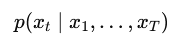 p(x_t | x_1, …, x_T)